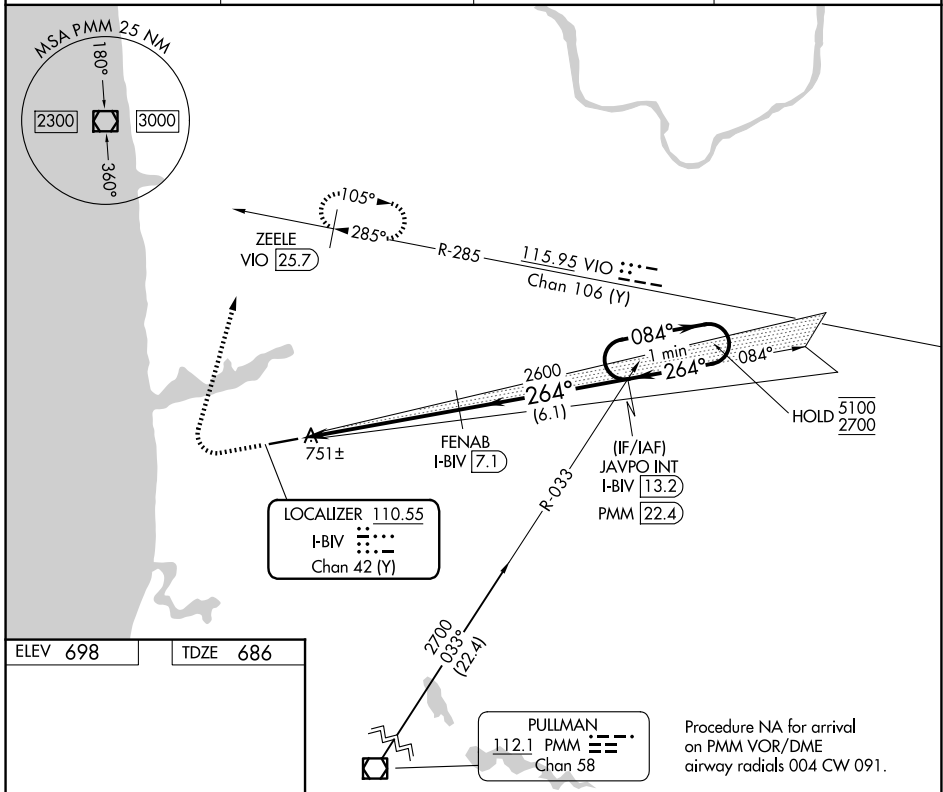 MSA PMM 25 NM
180°
2300
3000
360°
105°
285°
ZEELE
VIO 25.7
R-285
115.95 VIO
Chan 106 (Y)
084°
1 min
084°
2600
264°
264°
(6.1)
HOLD 5100
2700
751±
FENAB
I-BIV 7.1
(IF/IAF)
JAVPO INT
I-BIV 13.2
PMM 22.4
R-033
LOCALIZER 110.55
I-BIV
Chan 42 (Y)
2700
033°
(22.4)
ELEV 698
TDZE 686
PULLMAN
112.1 PMM
Chan 58
Procedure NA for arrival
on PMM VOR/DME
airway radials 004 CW 091.